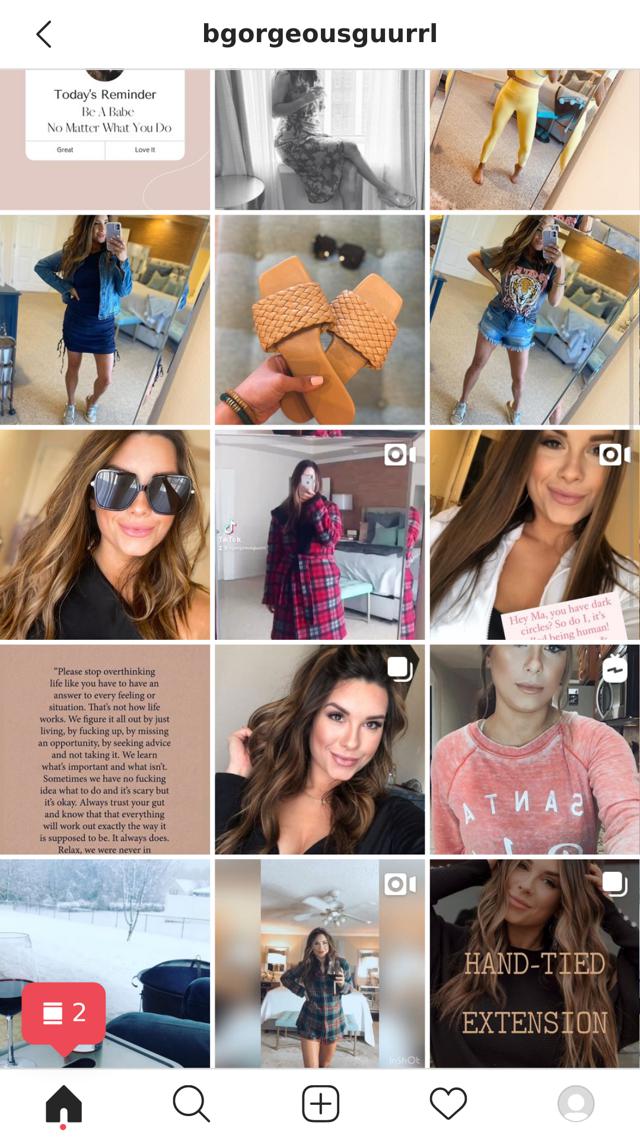 bgorgeousguurrl
Today's Reminder
Be A Babe
No Matter What You Do
Great
Love It
TikTok
Hey Ma, you have dark
circles? So do I, it's
being human!
"Please stop overthinking
life like you have to have an
answer to every feeling or
situation. That's not how life
works. We figure it all out by just
living, by fucking up, by missing
an opportunity, by seeking advice
and not taking it. We learn
what's important and what isn't.
Sometimes we have no fucking
idea what to do and it's scary but
it's okay. Always trust your gut
and know that that everything
will work out exactly the way it
is supposed to be. It always does.
Relax, we were never in
SANTA
InShOt
HAND-TIED
EXTENSION
2